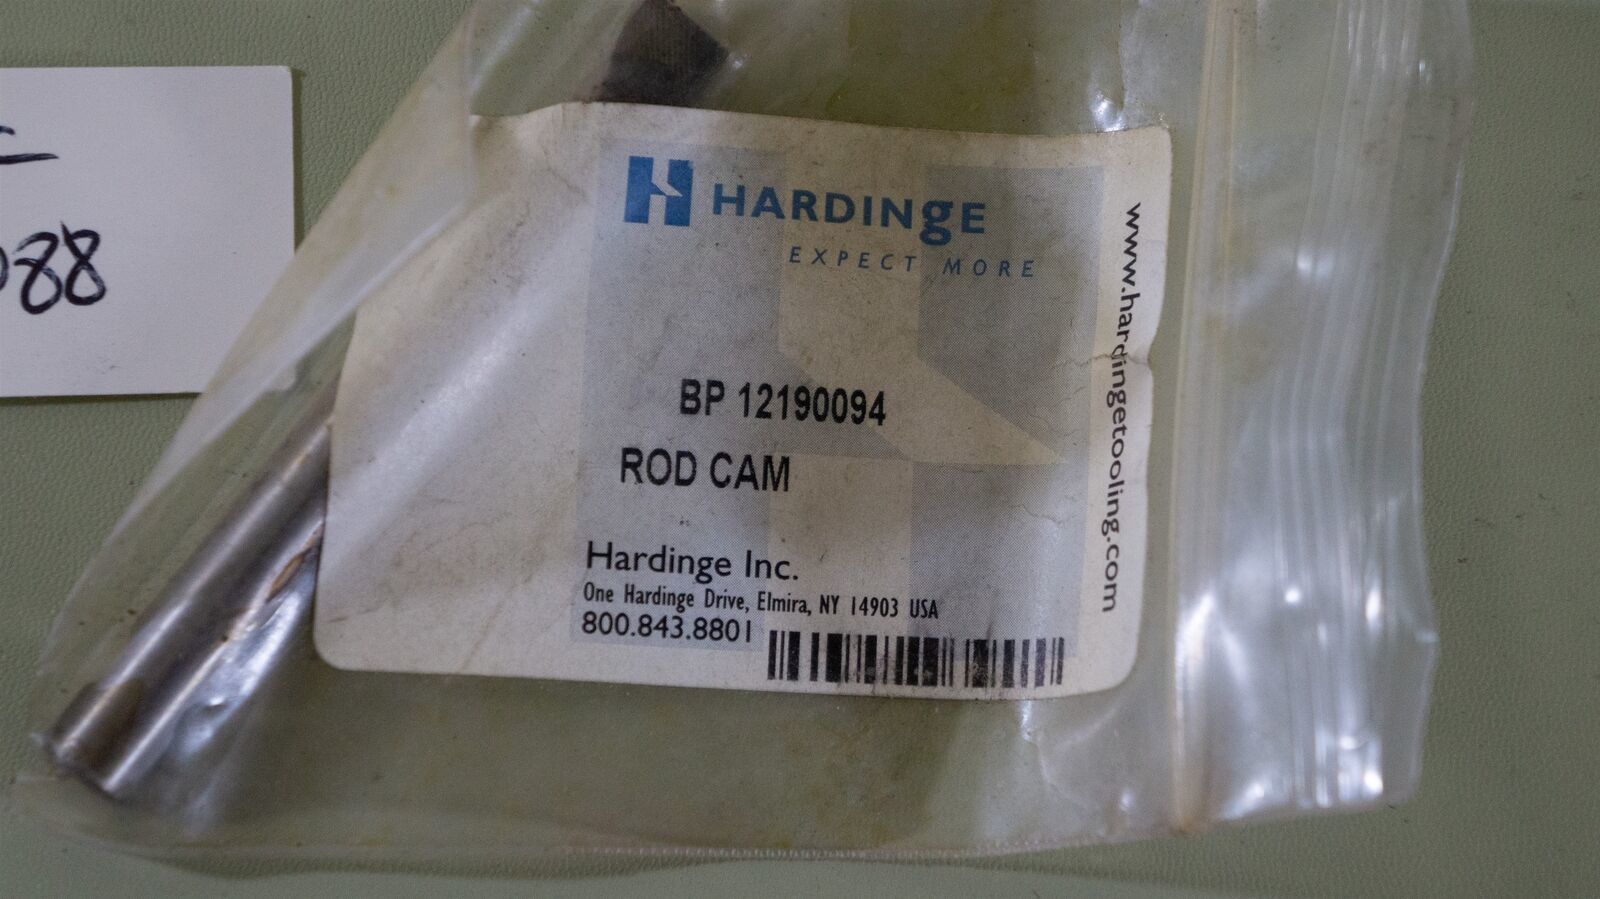 HARDINGE
EXPECT MORE
www.hardingetooling.com
BP 12190094
ROD CAM
Hardinge Inc.
One Hardinge Drive, Elmira, NY 14903 USA
800.843.8801
088